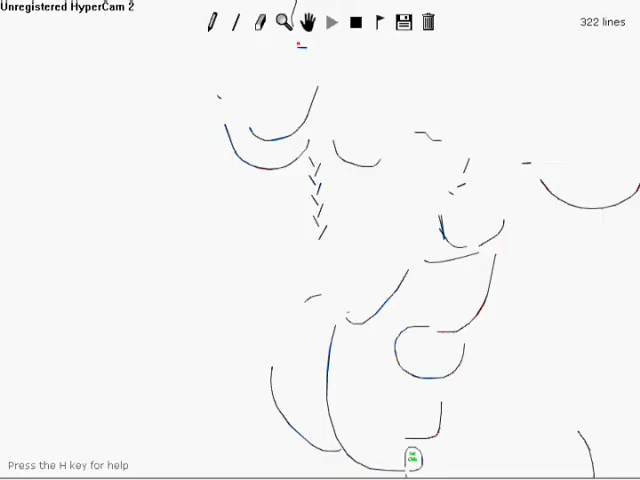 Unregistered HyperCam 2
322 lines
Press the H key for help